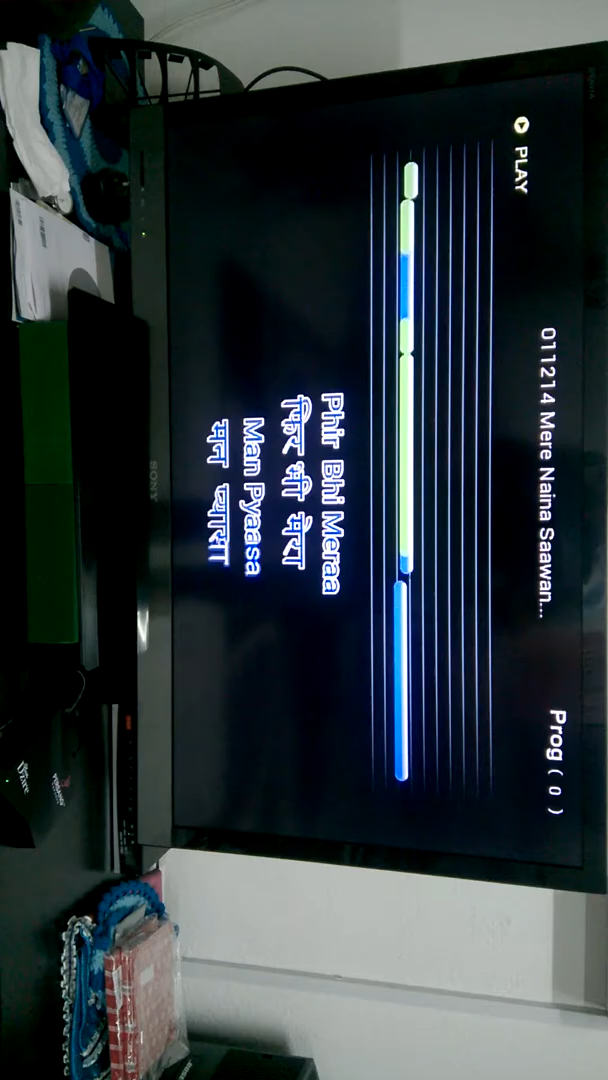 PLAY
011214 Mere Naina Saawan...
Prog ( 0 )
Phir Bhi Meraa
फिर भी मेरा
Man Pyaasa
मन प्यासा
SONY